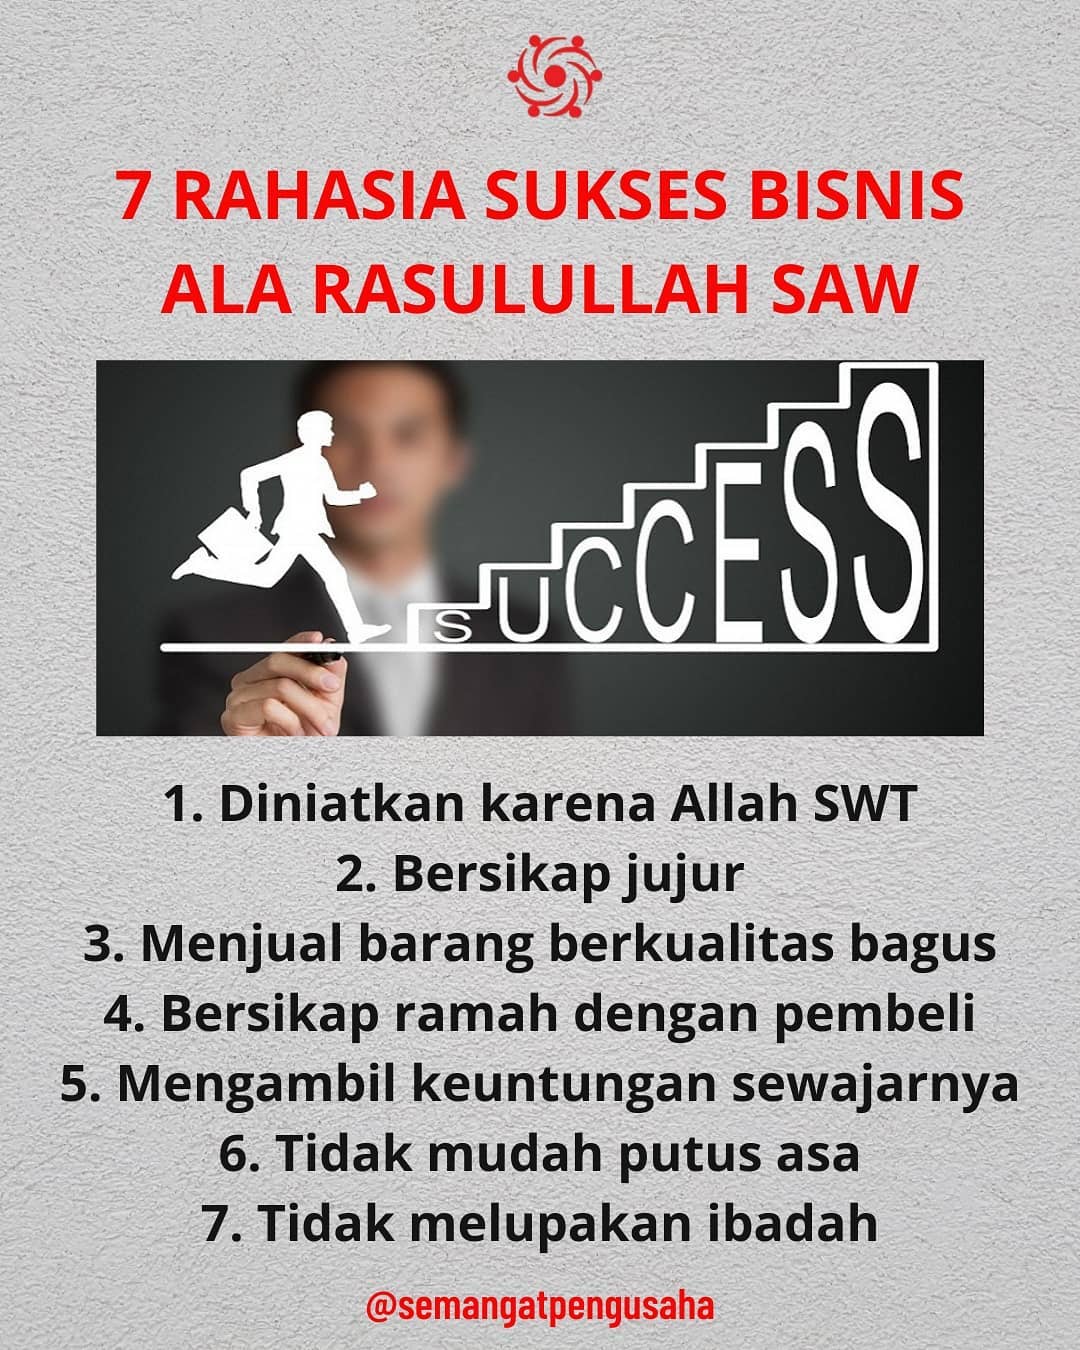 7 RAHASIA SUKSES BISNIS
ALA RASULULLAH SAW
SUCCESS
1. Diniatkan karena Allah SWT
2. Bersikap jujur
3. Menjual barang berkualitas bagus
4. Bersikap ramah dengan pembeli
5. Mengambil keuntungan sewajarnya
6. Tidak mudah putus asa
7. Tidak melupakan ibadah
@semangatpengusaha